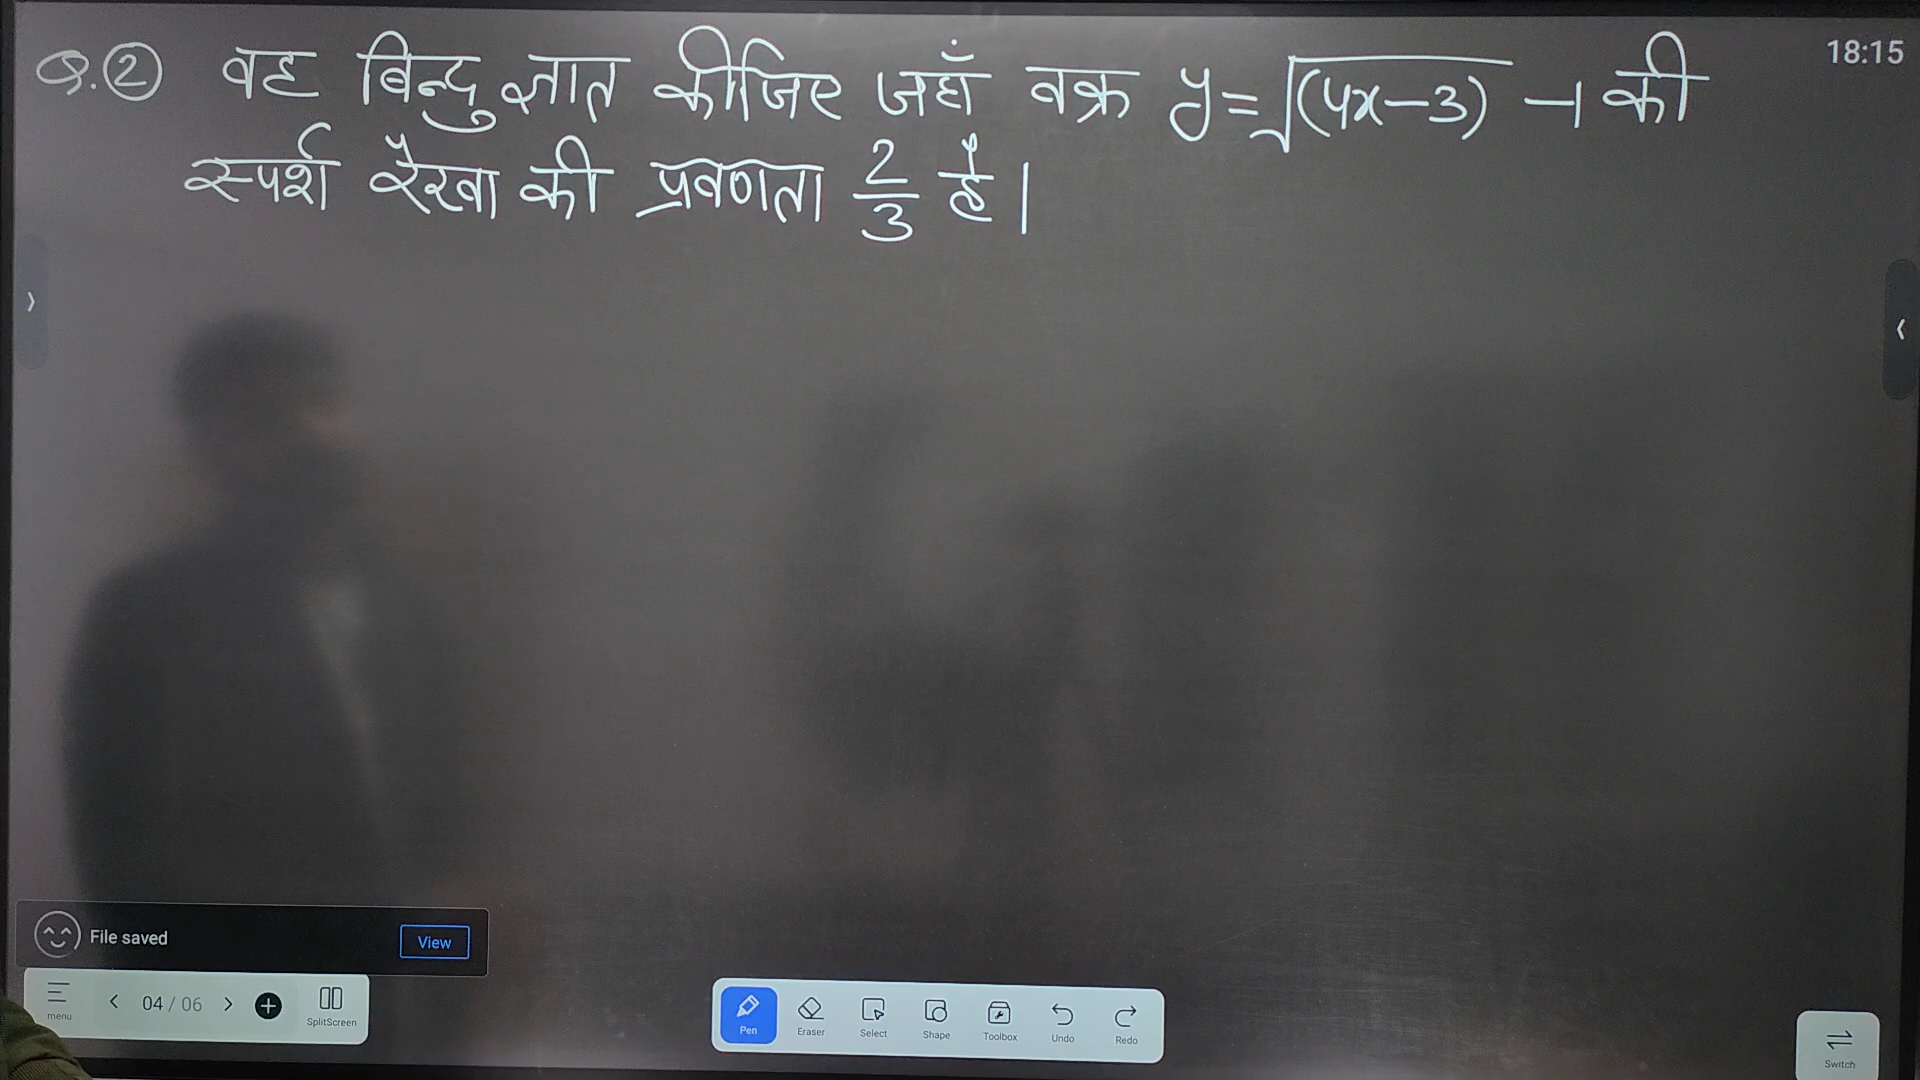 Q.② वह बिन्दु ज्ञात कीजिए जहाँ वक्र y=√(4x-3) -1 की
18:15
स्पर्श रेखा की प्रवणता 2/3 है।
File saved
View
menu
04 / 06
SplitScreen
Pen
Eraser
Select
Shape
Toolbox
Undo
Redo
Switch